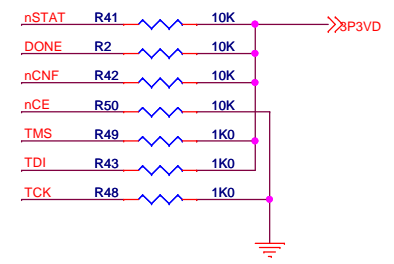 nSTAT R41 10K 3P3VD
DONE R2 10K
nCNF R42 10K
nCE R50 10K
TMS R49 1K0
TDI R43 1K0
TCK R48 1K0